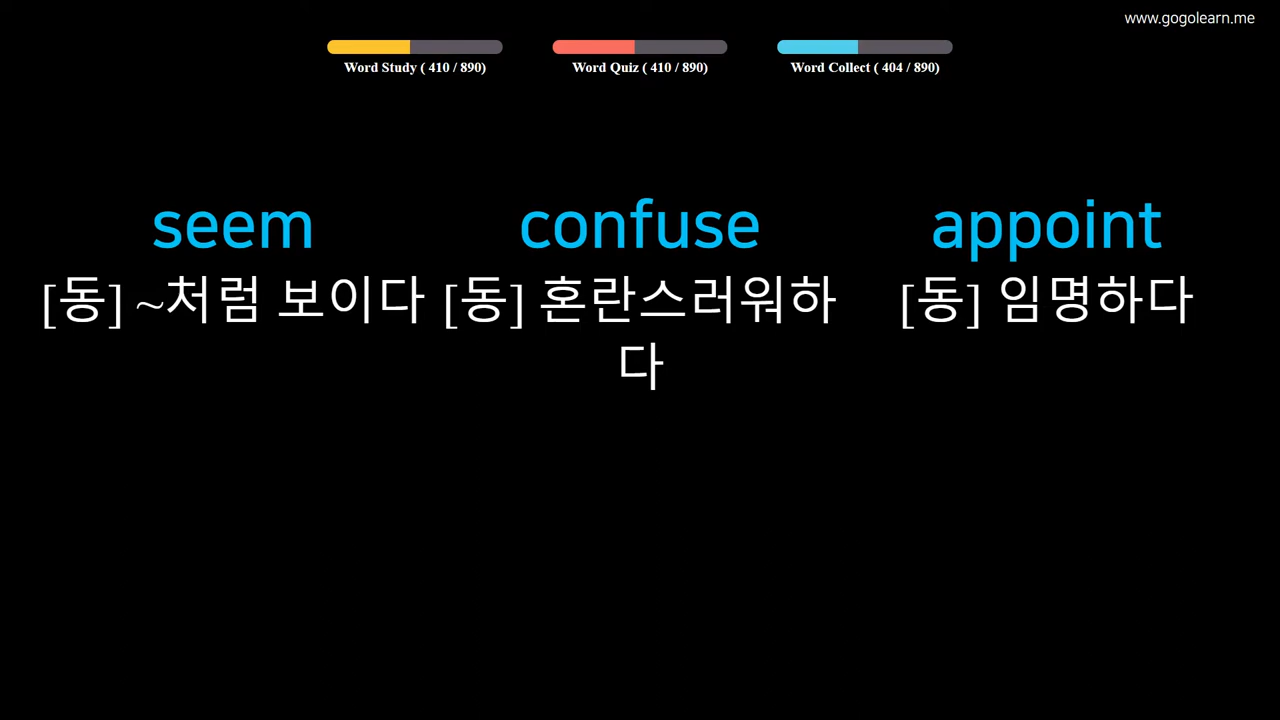 www.gogolearn.me
Word Study ( 410 / 890)
Word Quiz ( 410 / 890)
Word Collect ( 404 / 890)
seem
[동] ~처럼 보이다
confuse
[동] 혼란스러워하
다
appoint
[동] 임명하다